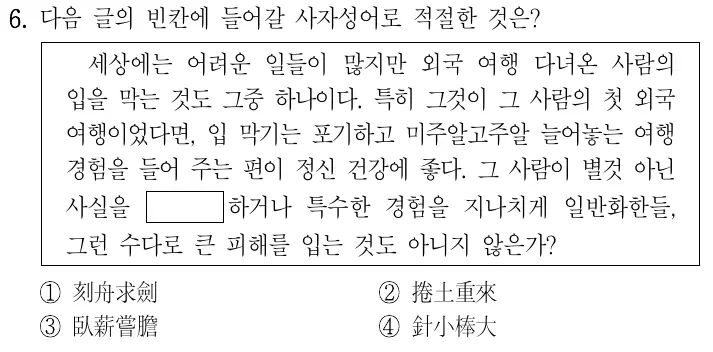 6. 다음 글의 빈칸에 들어갈 사자성어로 적절한 것은?
세상에는 어려운 일들이 많지만 외국 여행 다녀온 사람의
입을 막는 것도 그중 하나이다. 특히 그것이 그 사람의 첫 외국
여행이었다면, 입 막기는 포기하고 미주알고주알 늘어놓는 여행
경험을 들어 주는 편이 정신 건강에 좋다. 그 사람이 별것 아닌
사실을 하거나 특수한 경험을 지나치게 일반화한들,
그런 수다로 큰 피해를 입는 것도 아니지 않은가?
① 刻舟求劍 ② 捲土重來
③ 臥薪嘗膽 ④ 針小棒大